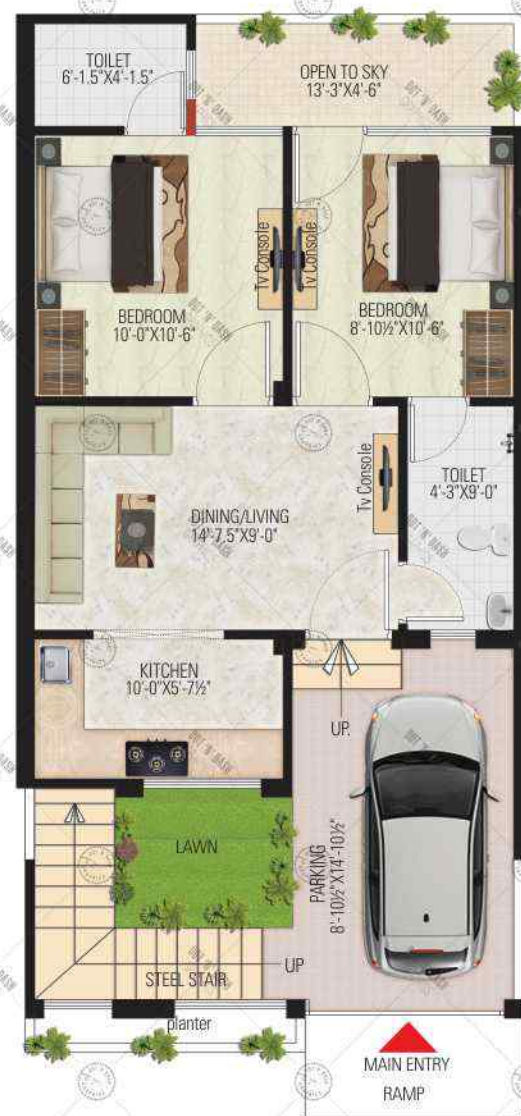 TOILET
6'-1.5"X4'-1.5"
OPEN TO SKY
13'-3"X4'-6"
Tv Console
Tv Console
BEDROOM
10'-0"X10'-6"
BEDROOM
8'-10½"X10'-6"
Tv Console
TOILET
4'-3"X9'-0"
DINING/LIVING
14'-7.5"X9'-0"
KITCHEN
10'-0"X5'-7½"
UP.
LAWN
PARKING
8'-10½"X14'-10½"
UP
STEEL STAIR
planter
MAIN ENTRY
RAMP
DOT 'N' DASH